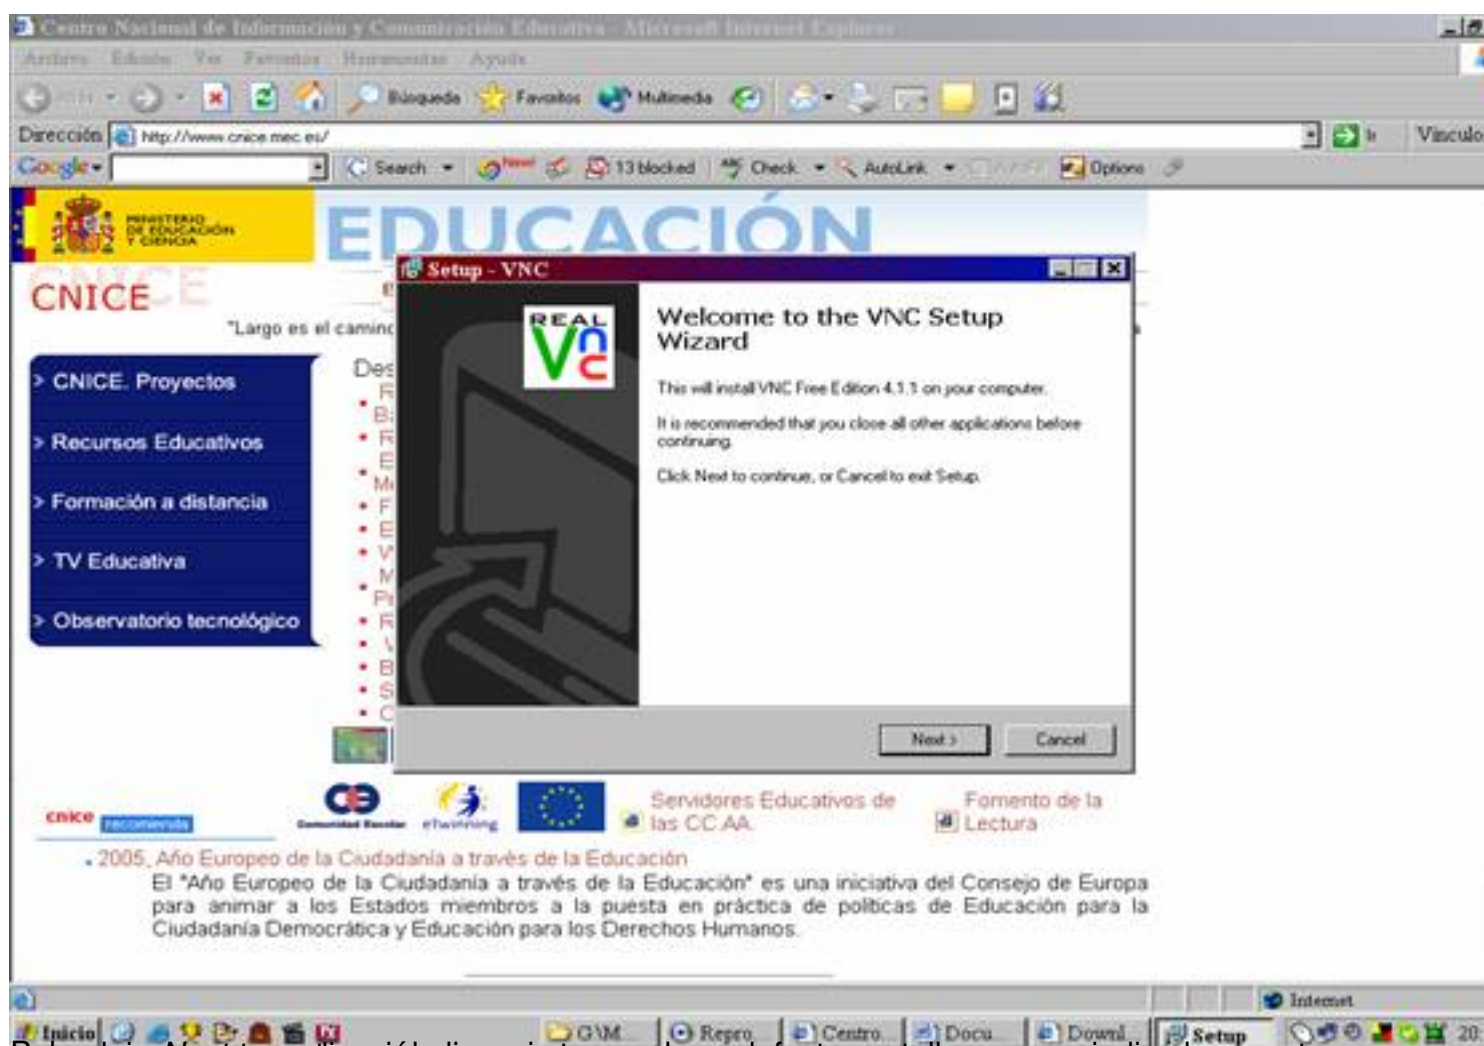 Centro Nacional de Información y Comunicación Educativa - Microsoft Internet Explorer
Archivo Edición Ver Favoritos Herramientas Ayuda
Búsqueda Favoritos Multimedia
Dirección http://www.cnice.mec.es/ Ir Vínculo
Google Search New! 13 blocked Check AutoLink Options
MINISTERIO
DE EDUCACIÓN
Y CIENCIA
EDUCACIÓN
CNICE
"Largo es el camino
> CNICE. Proyectos
> Recursos Educativos
> Formación a distancia
> TV Educativa
> Observatorio tecnológico
Des
Setup - VNC
REAL
Vnc
Welcome to the VNC Setup
Wizard
This will install VNC Free Edition 4.1.1 on your computer.
It is recommended that you close all other applications before
continuing.
Click Next to continue, or Cancel to exit Setup.
Next > Cancel
cnice recomienda
Comunidad Escolar
eTwinning
Servidores Educativos de
las CC.AA.
Fomento de la
Lectura
2005, Año Europeo de la Ciudadanía a través de la Educación
El "Año Europeo de la Ciudadanía a través de la Educación" es una iniciativa del Consejo de Europa
para animar a los Estados miembros a la puesta en práctica de políticas de Educación para la
Ciudadanía Democrática y Educación para los Derechos Humanos.
Internet
Inicio G:\M... Repro... Centro... Docu... Downl... Setup 20: